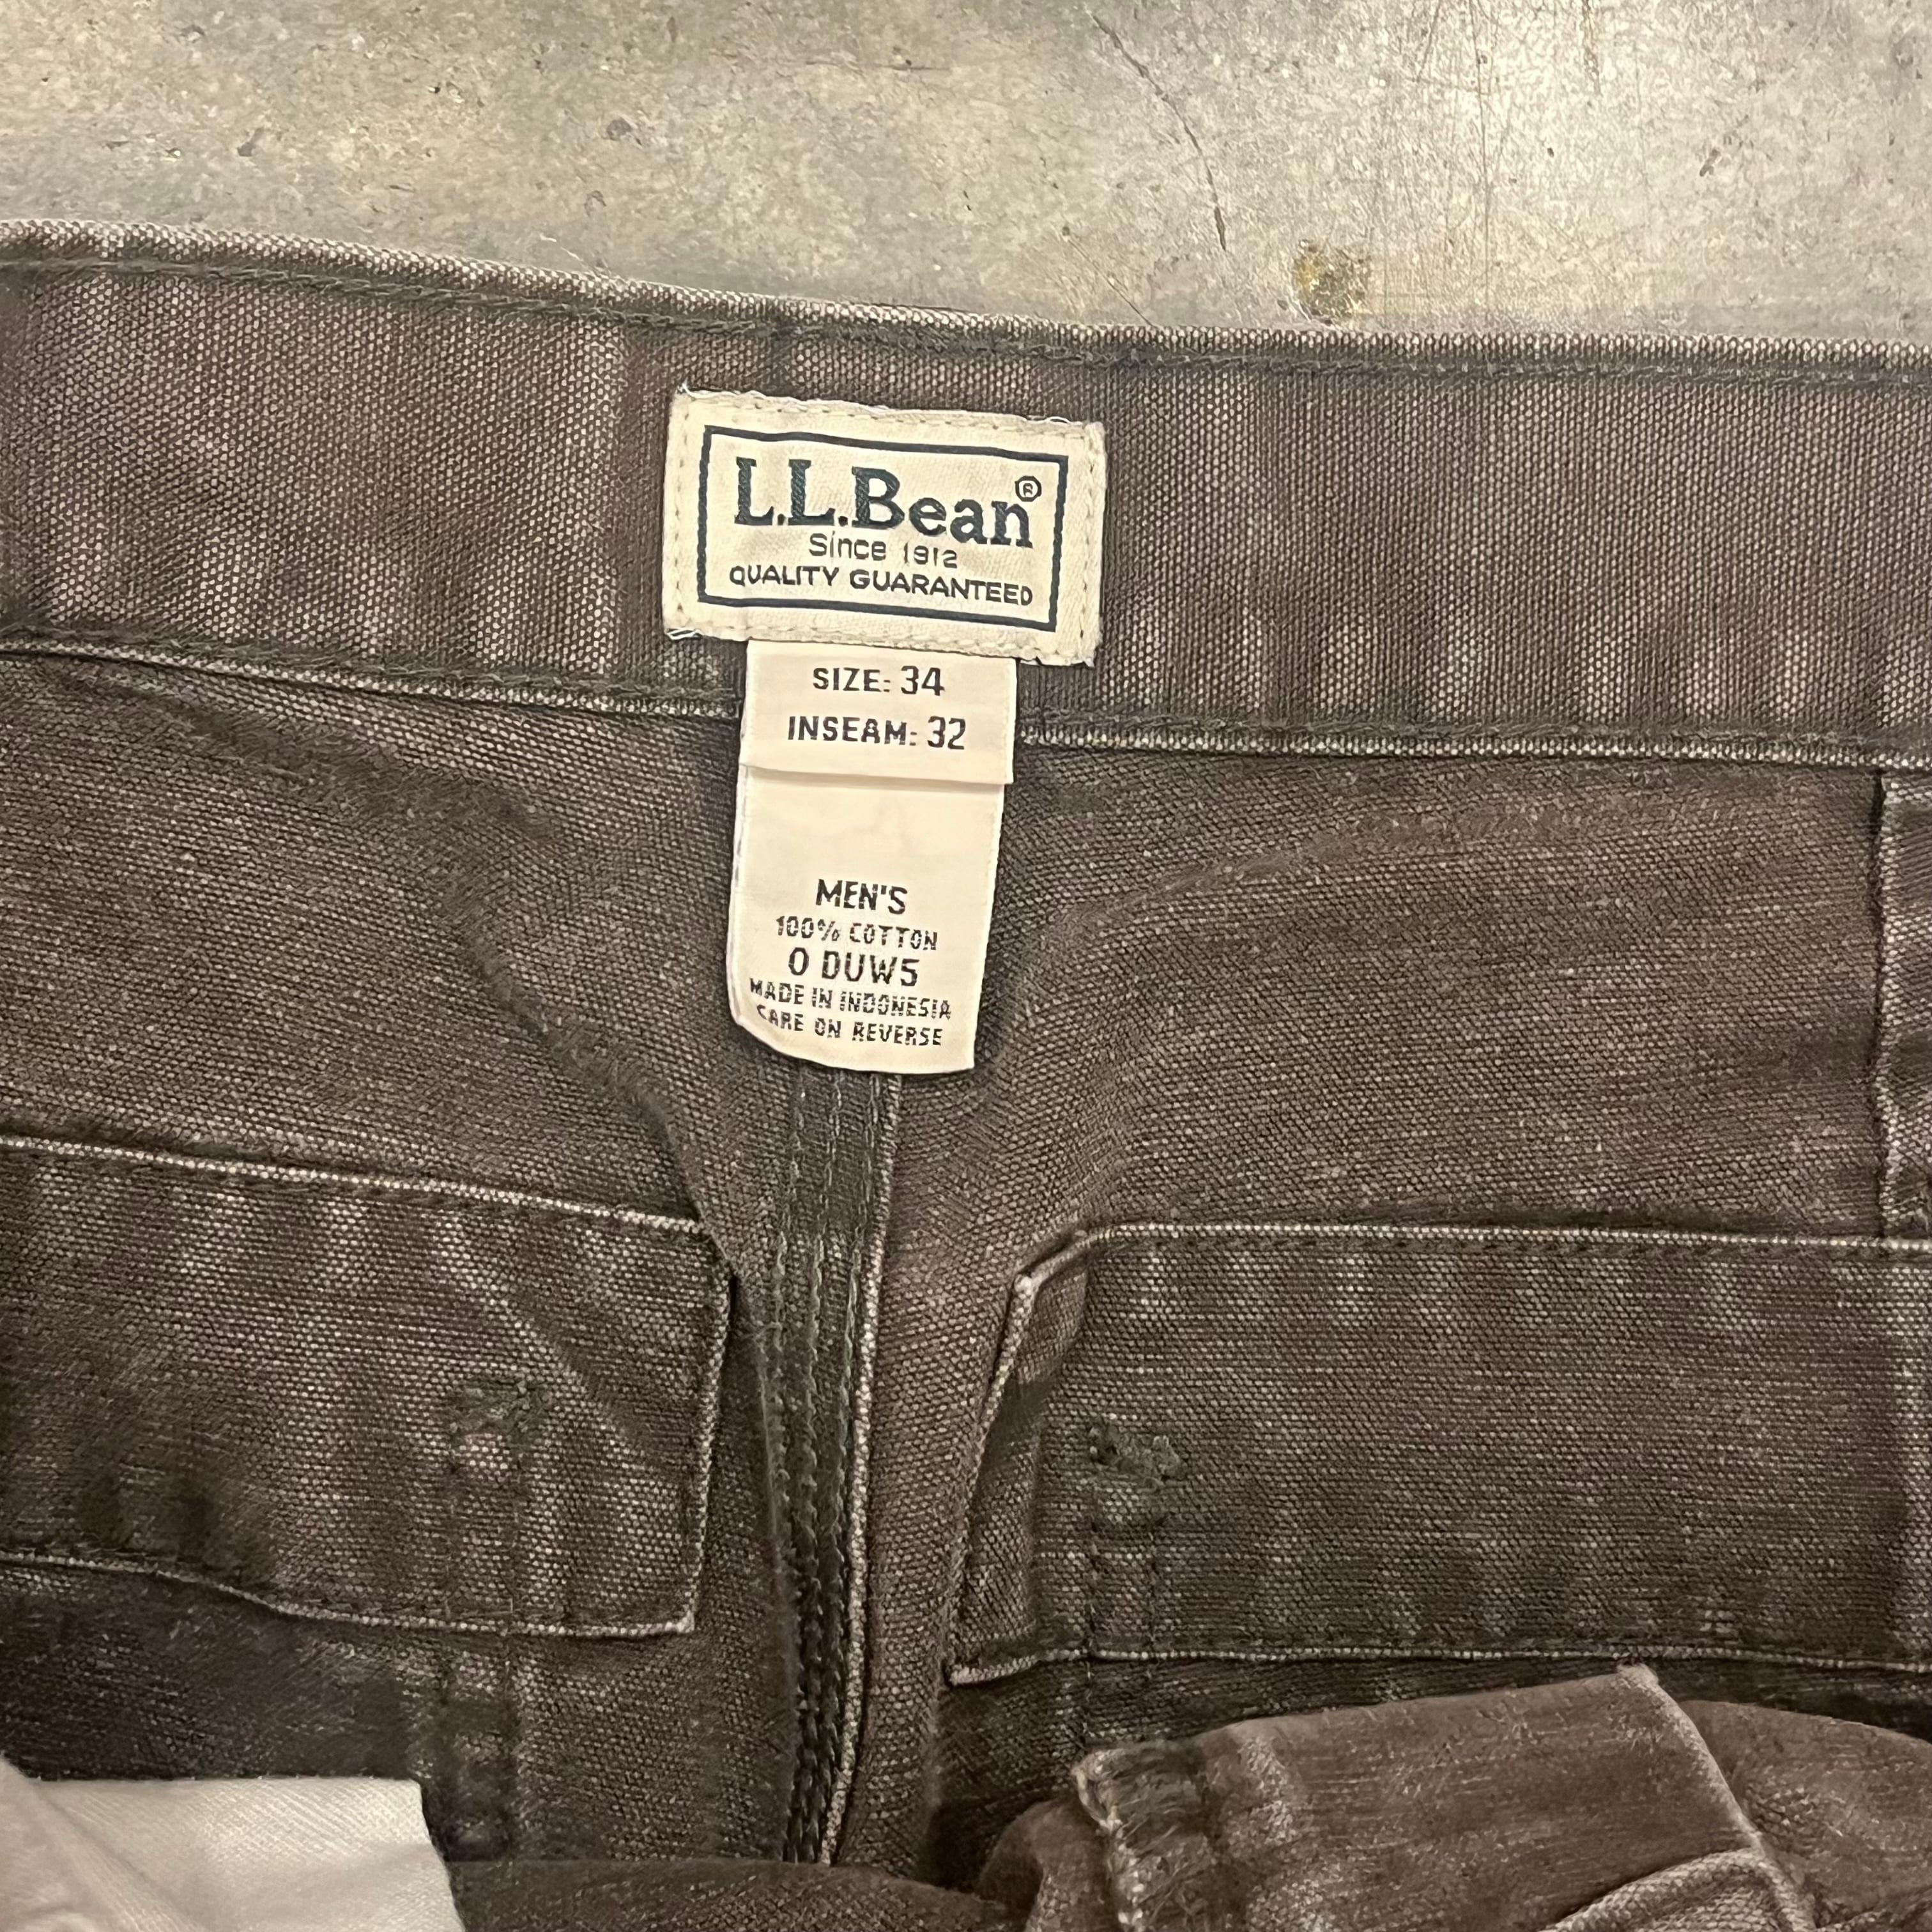 L.L.Bean®
Since 1912
QUALITY GUARANTEED
SIZE: 34
INSEAM: 32
MEN'S
100% COTTON
0 DUW5
MADE IN INDONESIA
CARE ON REVERSE